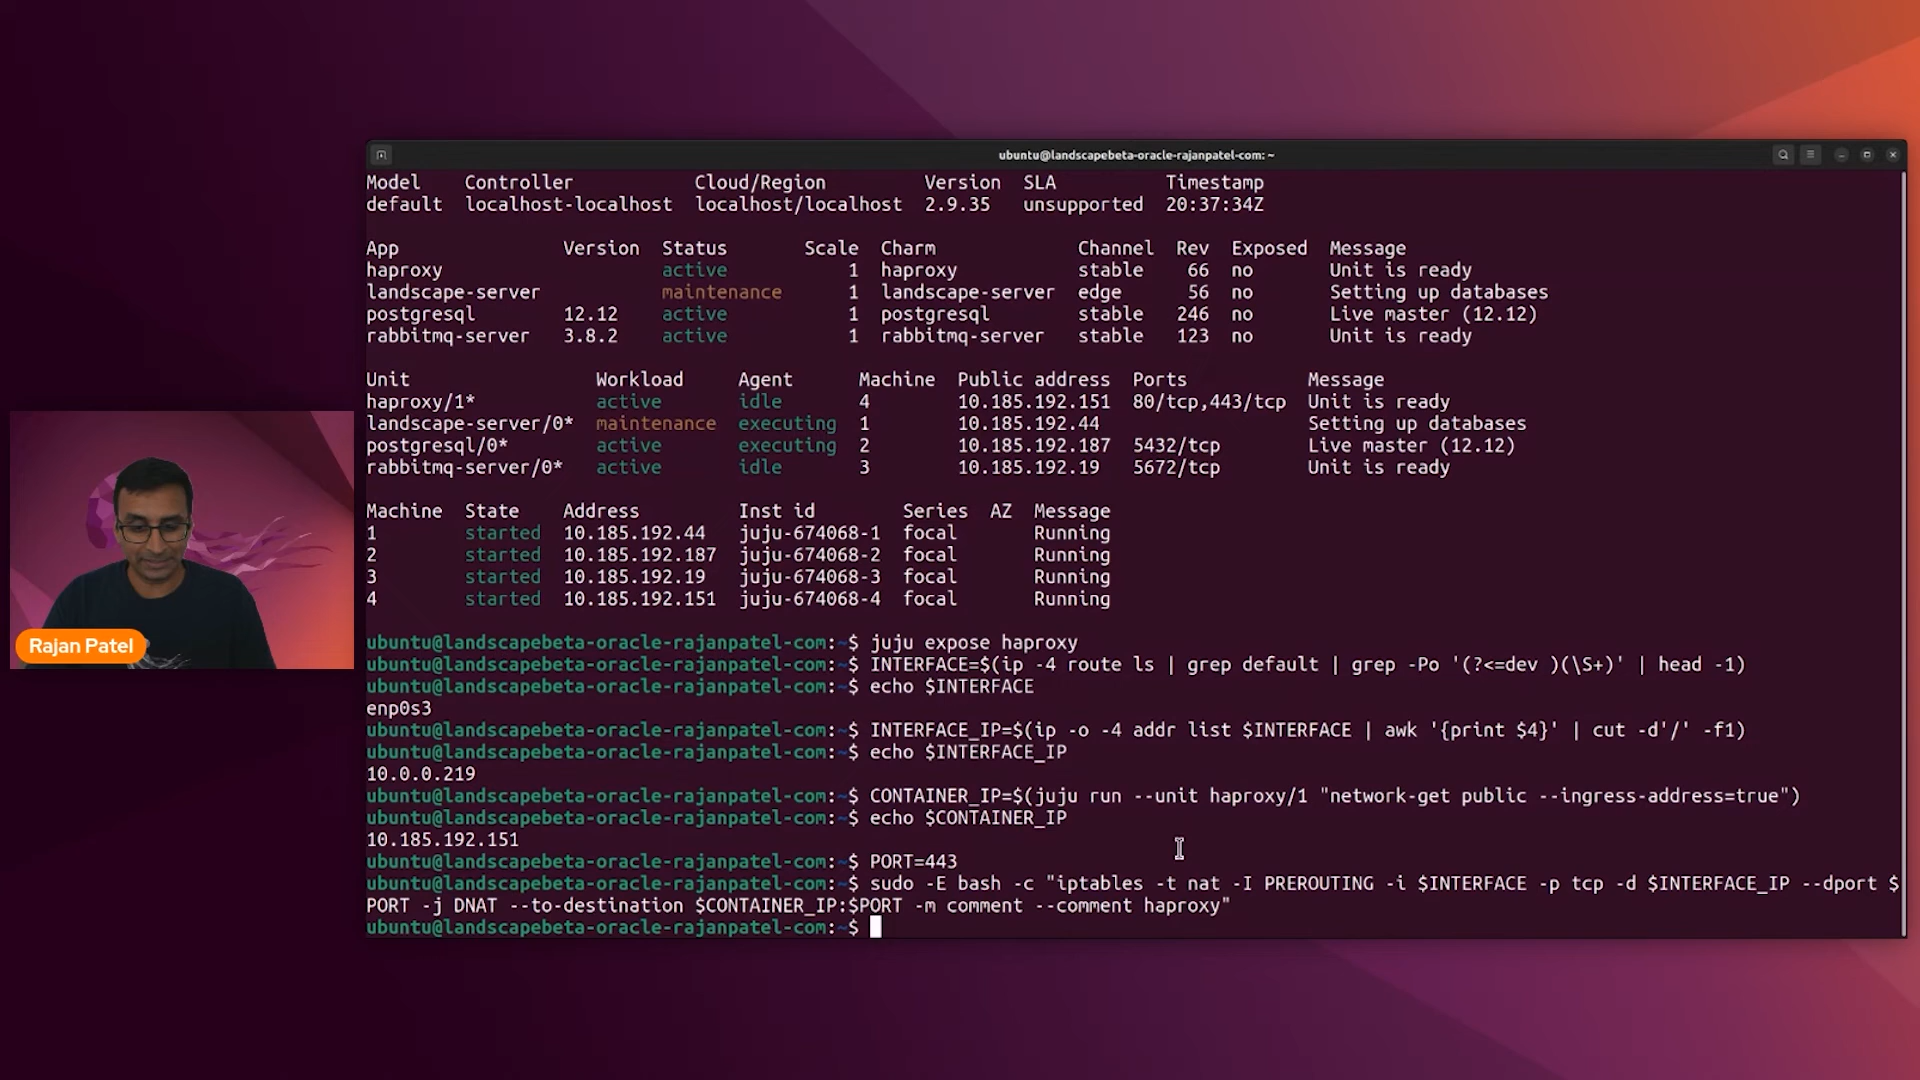 ubuntu@landscapebeta-oracle-rajanpatel-com: ~
Model Controller Cloud/Region Version SLA Timestamp
default localhost-localhost localhost/localhost 2.9.35 unsupported 20:37:34Z
App Version Status Scale Charm Channel Rev Exposed Message
haproxy active 1 haproxy stable 66 no Unit is ready
landscape-server maintenance 1 landscape-server edge 56 no Setting up databases
postgresql 12.12 active 1 postgresql stable 246 no Live master (12.12)
rabbitmq-server 3.8.2 active 1 rabbitmq-server stable 123 no Unit is ready
Unit Workload Agent Machine Public address Ports Message
haproxy/1* active idle 4 10.185.192.151 80/tcp,443/tcp Unit is ready
landscape-server/0* maintenance executing 1 10.185.192.44 Setting up databases
postgresql/0* active executing 2 10.185.192.187 5432/tcp Live master (12.12)
rabbitmq-server/0* active idle 3 10.185.192.19 5672/tcp Unit is ready
Machine State Address Inst id Series AZ Message
1 started 10.185.192.44 juju-674068-1 focal Running
2 started 10.185.192.187 juju-674068-2 focal Running
3 started 10.185.192.19 juju-674068-3 focal Running
4 started 10.185.192.151 juju-674068-4 focal Running
ubuntu@landscapebeta-oracle-rajanpatel-com:~$ juju expose haproxy
ubuntu@landscapebeta-oracle-rajanpatel-com:~$ INTERFACE=$(ip -4 route ls | grep default | grep -Po '(?<=dev )(\S+)' | head -1)
ubuntu@landscapebeta-oracle-rajanpatel-com:~$ echo $INTERFACE
enp0s3
ubuntu@landscapebeta-oracle-rajanpatel-com:~$ INTERFACE_IP=$(ip -o -4 addr list $INTERFACE | awk '{print $4}' | cut -d'/' -f1)
ubuntu@landscapebeta-oracle-rajanpatel-com:~$ echo $INTERFACE_IP
10.0.0.219
ubuntu@landscapebeta-oracle-rajanpatel-com:~$ CONTAINER_IP=$(juju run --unit haproxy/1 "network-get public --ingress-address=true")
ubuntu@landscapebeta-oracle-rajanpatel-com:~$ echo $CONTAINER_IP
10.185.192.151
ubuntu@landscapebeta-oracle-rajanpatel-com:~$ PORT=443
ubuntu@landscapebeta-oracle-rajanpatel-com:~$ sudo -E bash -c "iptables -t nat -I PREROUTING -i $INTERFACE -p tcp -d $INTERFACE_IP --dport $
PORT -j DNAT --to-destination $CONTAINER_IP:$PORT -m comment --comment haproxy"
ubuntu@landscapebeta-oracle-rajanpatel-com:~$
Rajan Patel